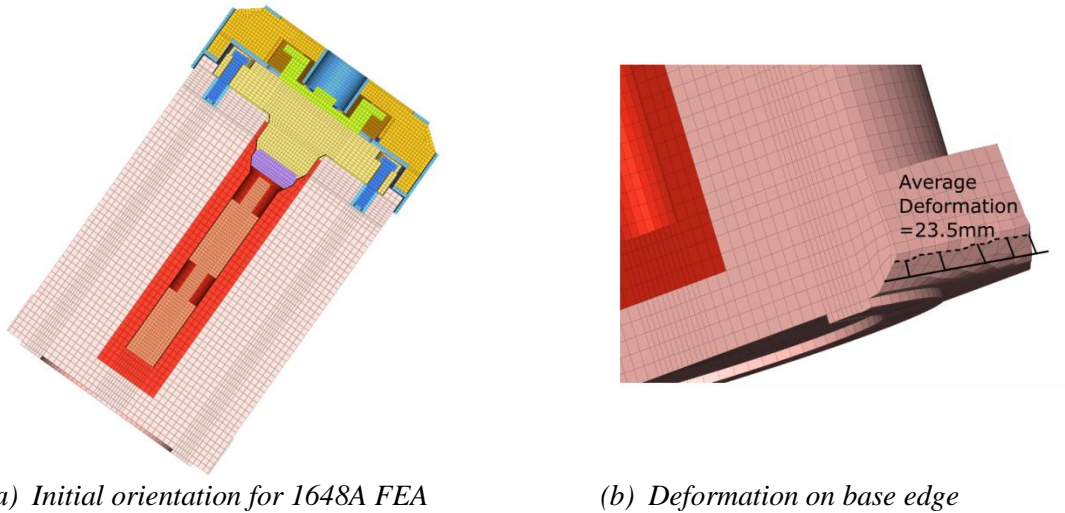 Average
Deformation
=23.5mm
a) Initial orientation for 1648A FEA
(b) Deformation on base edge